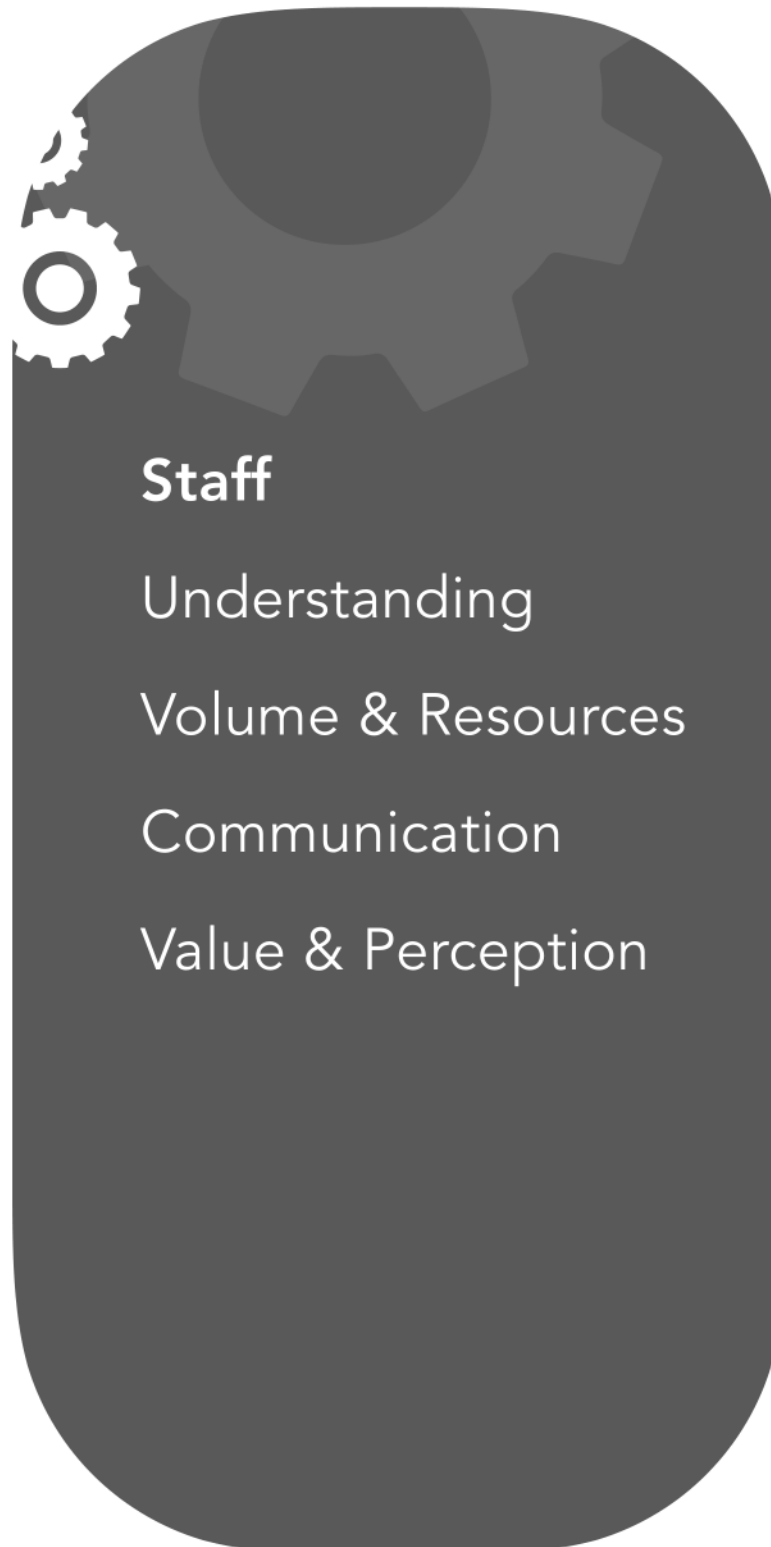 Staff
Understanding
Volume & Resources
Communication
Value & Perception